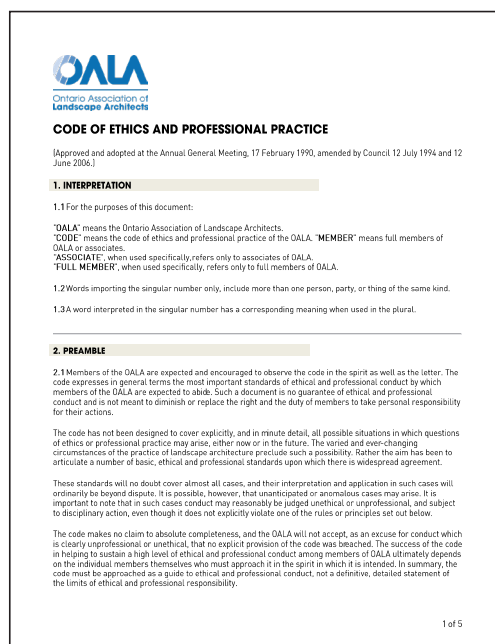 OALA
Ontario Association of
Landscape Architects
CODE OF ETHICS AND PROFESSIONAL PRACTICE
(Approved and adopted at the Annual General Meeting, 17 February 1990, amended by Council 12 July 1994 and 12
June 2006.)
1. INTERPRETATION
1.1 For the purposes of this document:
"OALA" means the Ontario Association of Landscape Architects.
"CODE" means the code of ethics and professional practice of the OALA. "MEMBER" means full members of
OALA or associates.
"ASSOCIATE", when used specifically,refers only to associates of OALA.
"FULL MEMBER", when used specifically, refers only to full members of OALA.
1.2 Words importing the singular number only, include more than one person, party, or thing of the same kind.
1.3 A word interpreted in the singular number has a corresponding meaning when used in the plural.
2. PREAMBLE
2.1 Members of the OALA are expected and encouraged to observe the code in the spirit as well as the letter. The
code expresses in general terms the most important standards of ethical and professional conduct by which
members of the OALA are expected to abide. Such a document is no guarantee of ethical and professional
conduct and is not meant to diminish or replace the right and the duty of members to take personal responsibility
for their actions.
The code has not been designed to cover explicitly, and in minute detail, all possible situations in which questions
of ethics or professional practice may arise, either now or in the future. The varied and ever-changing
circumstances of the practice of landscape architecture preclude such a possibility. Rather the aim has been to
articulate a number of basic, ethical and professional standards upon which there is widespread agreement.
These standards will no doubt cover almost all cases, and their interpretation and application in such cases will
ordinarily be beyond dispute. It is possible, however, that unanticipated or anomalous cases may arise. It is
important to note that in such cases conduct may reasonably be judged unethical or unprofessional, and subject
to disciplinary action, even though it does not explicitly violate one of the rules or principles set out below.
The code makes no claim to absolute completeness, and the OALA will not accept, as an excuse for conduct which
is clearly unprofessional or unethical, that no explicit provision of the code was breached. The success of the code
in helping to sustain a high level of ethical and professional conduct among members of OALA ultimately depends
on the individual members themselves who must approach it in the spirit in which it is intended. In summary, the
code must be approached as a guide to ethical and professional conduct, not a definitive, detailed statement of
the limits of ethical and professional responsibility.
1 of 5